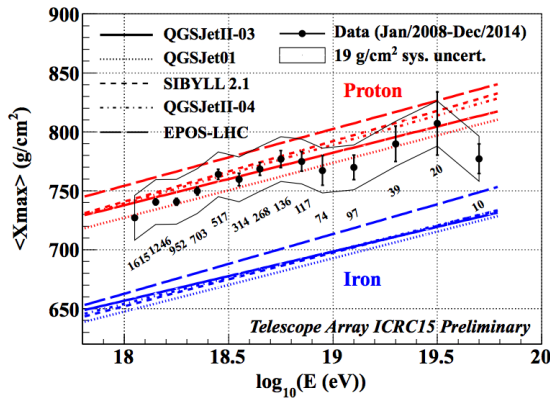 QGSJetII-03
QGSJet01
SIBYLL 2.1
QGSJetII-04
EPOS-LHC
Data (Jan/2008-Dec/2014)
19 g/cm² sys. uncert.
Proton
Iron
<Xmax> (g/cm²)
900
850
800
750
700
650
1615 1246 952 703 517 314 268 136 117 74 97 39 20 10
Telescope Array ICRC15 Preliminary
18 18.5 19 19.5 20
log₁₀(E (eV))